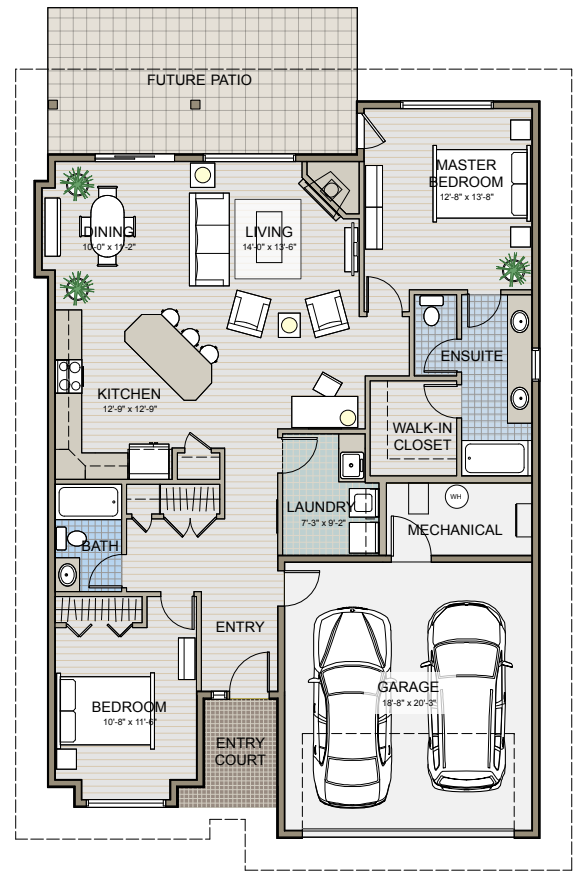 FUTURE PATIO
MASTER
BEDROOM
12'-8" x 13'-8"
DINING
10'-0" x 11'-2"
LIVING
14'-0" x 13'-6"
ENSUITE
KITCHEN
12'-9" x 12'-9"
WALK-IN
CLOSET
LAUNDRY
7'-3" x 9'-2"
WH
MECHANICAL
BATH
ENTRY
BEDROOM
10'-8" x 11'-6"
GARAGE
18'-8" x 20'-3"
ENTRY
COURT